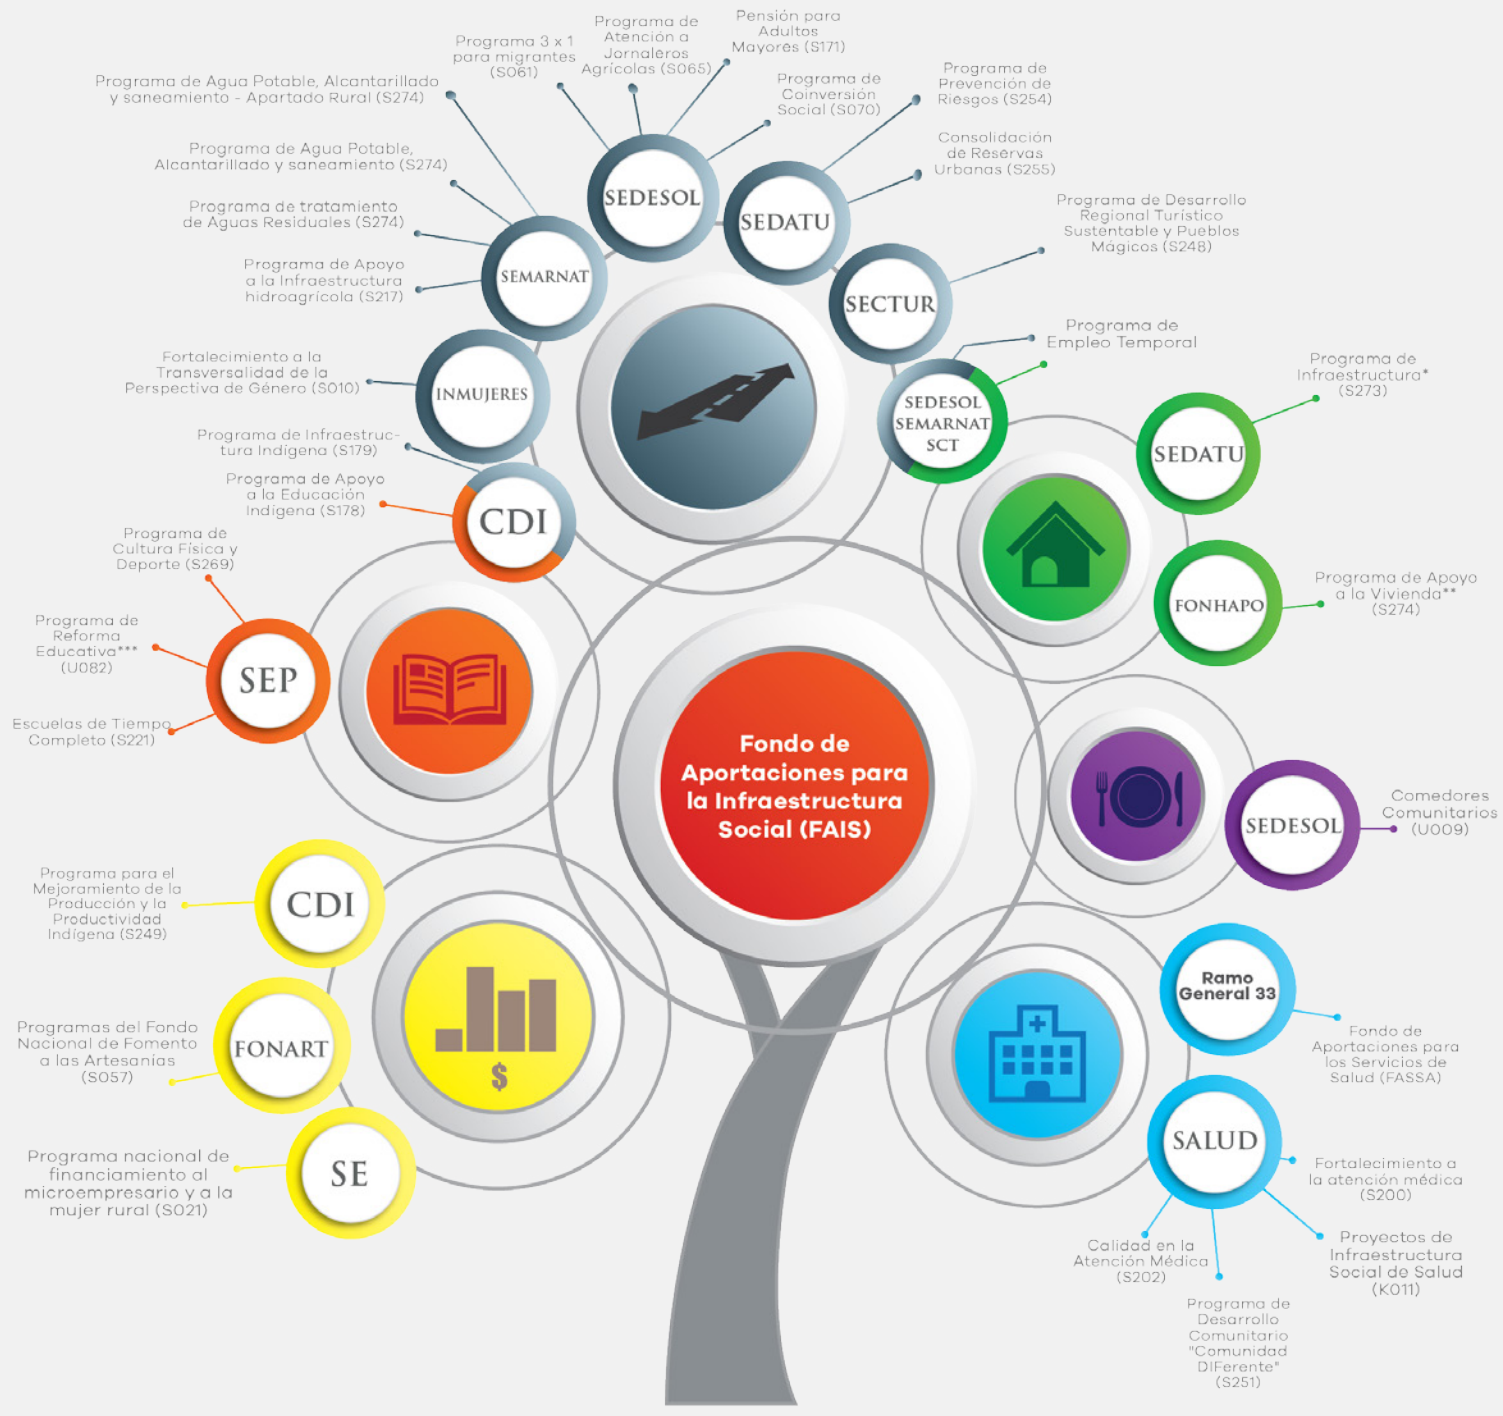 Pensión para
Adultos
Mayores (S171)
Programa de
Atención a
Jornaleros
Agrícolas (S065)
Programa 3 x 1
para migrantes
(S061)
Programa de
Coinversión
Social (S070)
Programa de
Prevención de
Riesgos (S254)
Programa de Agua Potable, Alcantarillado
y saneamiento - Apartado Rural (S274)
Consolidación
de Reservas
Urbanas (S255)
Programa de Agua Potable,
Alcantarillado y saneamiento (S274)
Programa de tratamiento
de Aguas Residuales (S274)
Programa de Desarrollo
Regional Turístico
Sustentable y Pueblos
Mágicos (S248)
Programa de Apoyo
a la Infraestructura
hidroagrícola (S217)
SEDESOL
SEDATU
SEMARNAT
SECTUR
Programa de
Empleo Temporal
Fortalecimiento a la
Transversalidad de la
Perspectiva de Género (S010)
INMUJERES
SEDESOL
SEMARNAT
SCT
Programa de
Infraestructura*
(S273)
SEDATU
Programa de Infraestruc-
tura Indígena (S179)
Programa de Apoyo
a la Educación
Indígena (S178)
CDI
Programa de
Cultura Física y
Deporte (S269)
FONHAPO
Programa de Apoyo
a la Vivienda**
(S274)
Programa de
Reforma
Educativa***
(U082)
SEP
Escuelas de Tiempo
Completo (S221)
Fondo de
Aportaciones para
la Infraestructura
Social (FAIS)
SEDESOL
Comedores
Comunitarios
(U009)
Programa para el
Mejoramiento de la
Producción y la
Productividad
Indígena (S249)
CDI
Ramo
General 33
Fondo de
Aportaciones para
los Servicios de
Salud (FASSA)
Programas del Fondo
Nacional de Fomento
a las Artesanías
(S057)
FONART
$
SALUD
Fortalecimiento a
la atención médica
(S200)
Programa nacional de
financiamiento al
microempresario y a la
mujer rural (S021)
SE
Calidad en la
Atención Médica
(S202)
Proyectos de
Infraestructura
Social de Salud
(K011)
Programa de
Desarrollo
Comunitario
"Comunidad
DIFerente"
(S251)